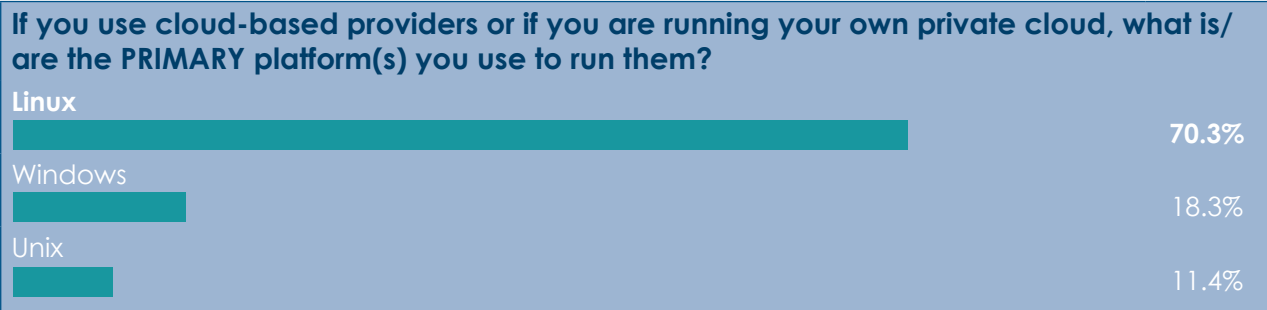 If you use cloud-based providers or if you are running your own private cloud, what is/
are the PRIMARY platform(s) you use to run them?
Linux
70.3%
Windows
18.3%
Unix
11.4%